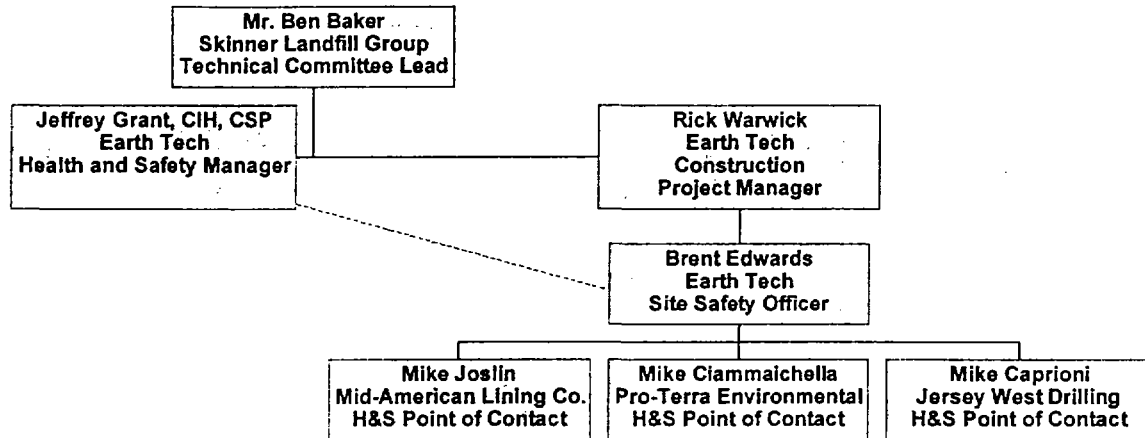 Mr. Ben Baker
Skinner Landfill Group
Technical Committee Lead
Jeffrey Grant, CIH, CSP
Earth Tech
Health and Safety Manager
Rick Warwick
Earth Tech
Construction
Project Manager
Brent Edwards
Earth Tech
Site Safety Officer
Mike Joslin
Mid-American Lining Co.
H&S Point of Contact
Mike Ciammaichella
Pro-Terra Environmental
H&S Point of Contact
Mike Caprioni
Jersey West Drilling
H&S Point of Contact